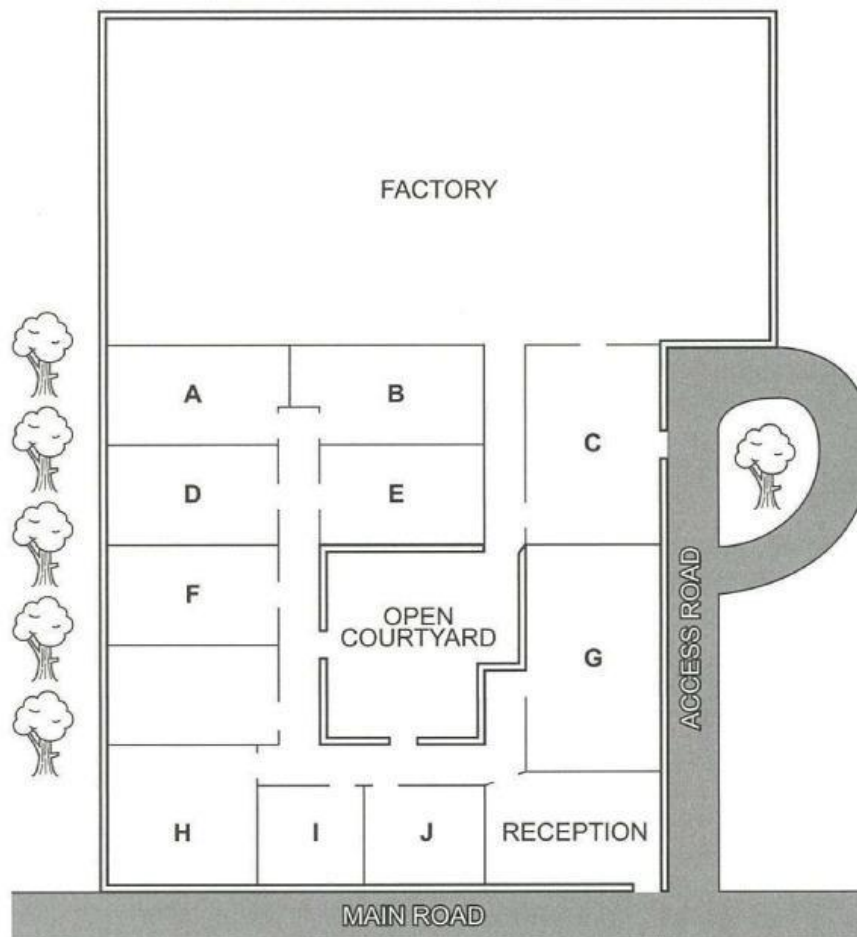 FACTORY
A
B
C
D
E
F
OPEN
COURTYARD
G
ACCESS ROAD
H
I
J
RECEPTION
MAIN ROAD